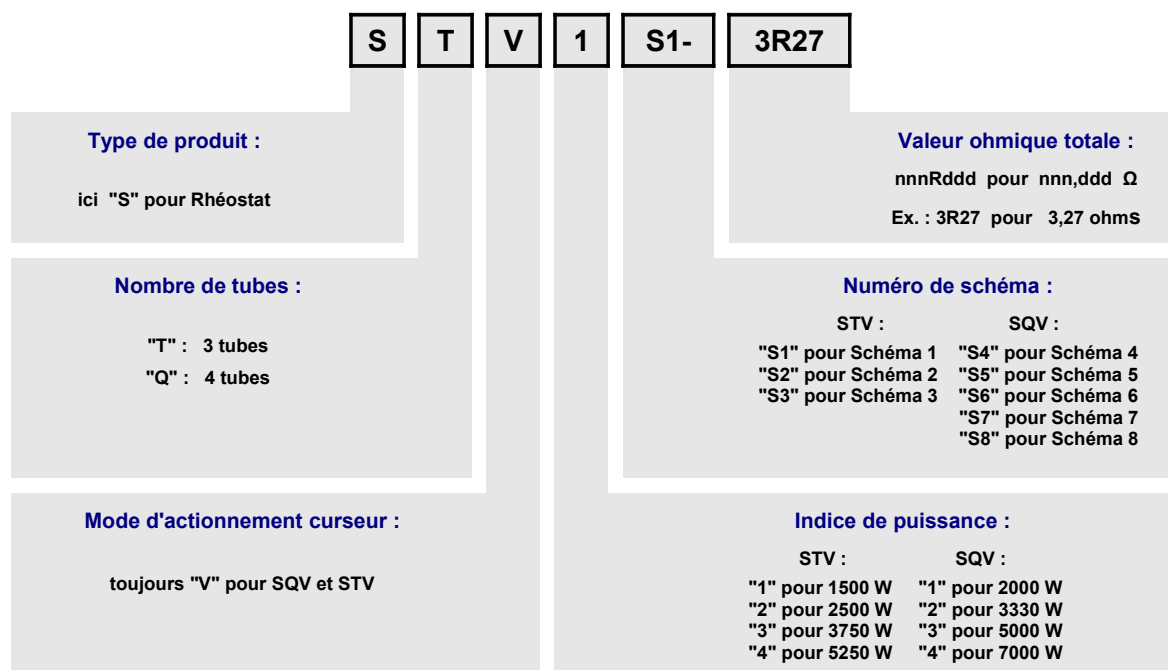 S T V 1 S1- 3R27
Type de produit :
ici "S" pour Rhéostat
Valeur ohmique totale :
nnnRddd pour nnn,ddd Ω
Ex. : 3R27 pour 3,27 ohms
Nombre de tubes :
"T" : 3 tubes
"Q" : 4 tubes
Numéro de schéma :
STV : SQV :
"S1" pour Schéma 1 "S4" pour Schéma 4
"S2" pour Schéma 2 "S5" pour Schéma 5
"S3" pour Schéma 3 "S6" pour Schéma 6
"S7" pour Schéma 7
"S8" pour Schéma 8
Mode d'actionnement curseur :
toujours "V" pour SQV et STV
Indice de puissance :
STV : SQV :
"1" pour 1500 W "1" pour 2000 W
"2" pour 2500 W "2" pour 3330 W
"3" pour 3750 W "3" pour 5000 W
"4" pour 5250 W "4" pour 7000 W